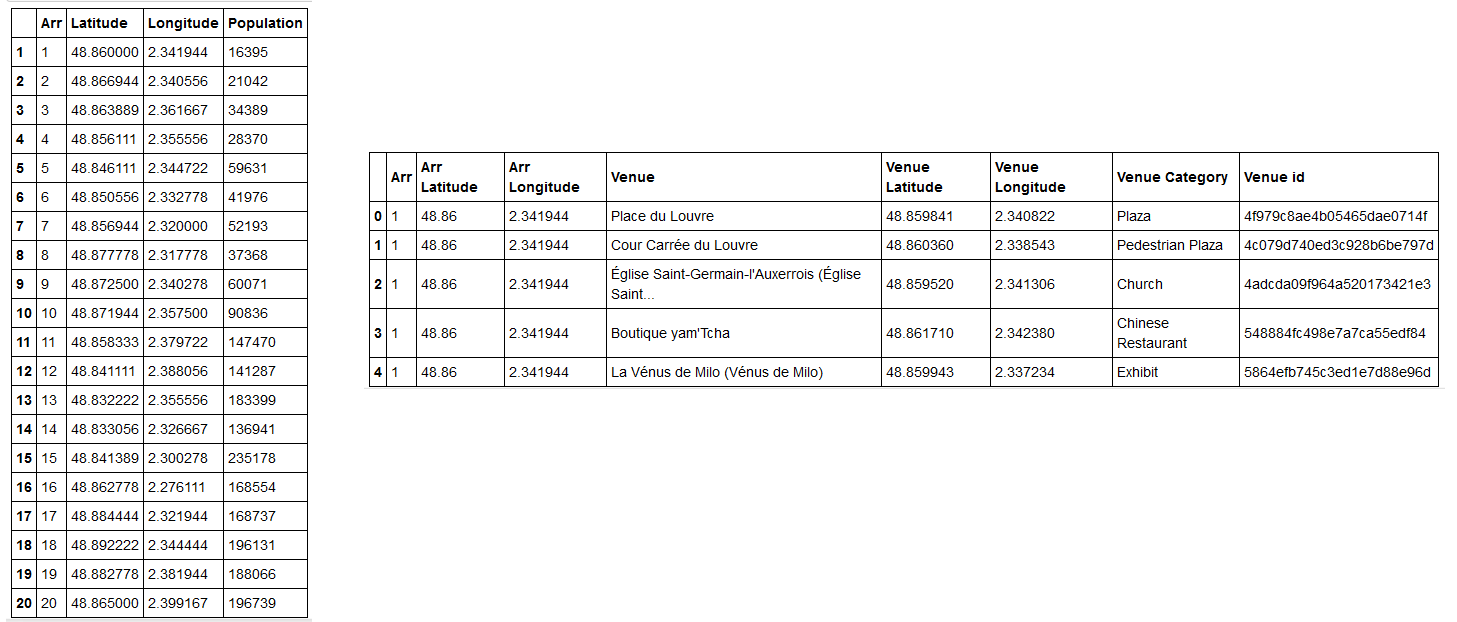 Arr Latitude Longitude Population
1 1 48.860000 2.341944 16395
2 2 48.866944 2.340556 21042
3 3 48.863889 2.361667 34389
4 4 48.856111 2.355556 28370
5 5 48.846111 2.344722 59631
6 6 48.850556 2.332778 41976
7 7 48.856944 2.320000 52193
8 8 48.877778 2.317778 37368
9 9 48.872500 2.340278 60071
10 10 48.871944 2.357500 90836
11 11 48.858333 2.379722 147470
12 12 48.841111 2.388056 141287
13 13 48.832222 2.355556 183399
14 14 48.833056 2.326667 136941
15 15 48.841389 2.300278 235178
16 16 48.862778 2.276111 168554
17 17 48.884444 2.321944 168737
18 18 48.892222 2.344444 196131
19 19 48.882778 2.381944 188066
20 20 48.865000 2.399167 196739
Arr Arr Latitude Arr Longitude Venue Venue Latitude Venue Longitude Venue Category Venue id
0 1 48.86 2.341944 Place du Louvre 48.859841 2.340822 Plaza 4f979c8ae4b05465dae0714f
1 1 48.86 2.341944 Cour Carrée du Louvre 48.860360 2.338543 Pedestrian Plaza 4c079d740ed3c928b6be797d
2 1 48.86 2.341944 Église Saint-Germain-l'Auxerrois (Église Saint... 48.859520 2.341306 Church 4adcda09f964a520173421e3
3 1 48.86 2.341944 Boutique yam'Tcha 48.861710 2.342380 Chinese Restaurant 548884fc498e7a7ca55edf84
4 1 48.86 2.341944 La Vénus de Milo (Vénus de Milo) 48.859943 2.337234 Exhibit 5864efb745c3ed1e7d88e96d